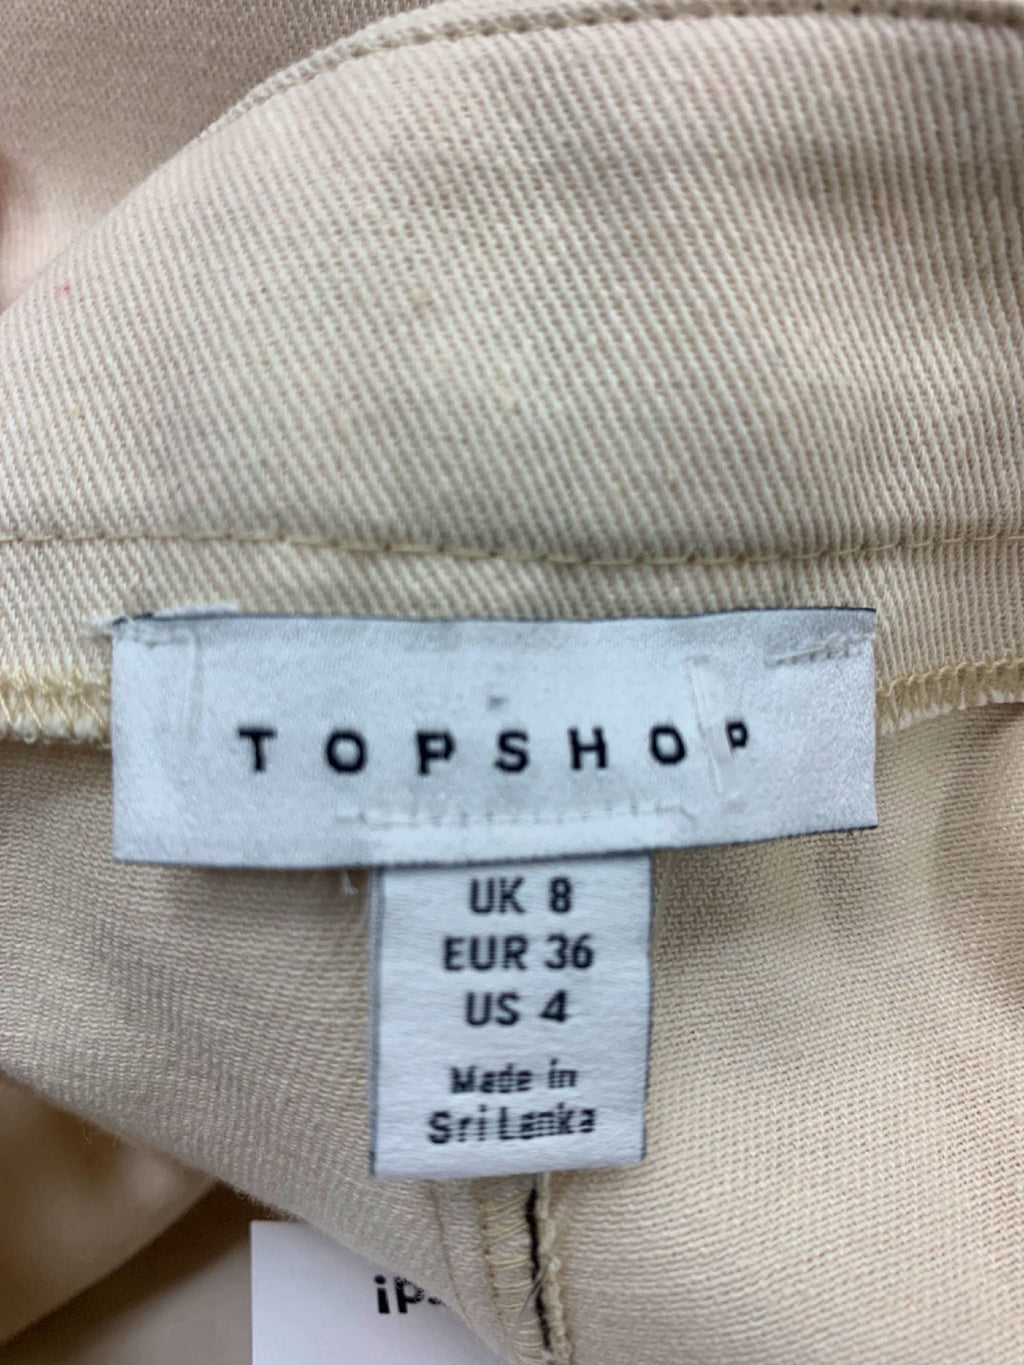 TOPSHOP
UK 8
EUR 36
US 4
Made in
Sri Lanka